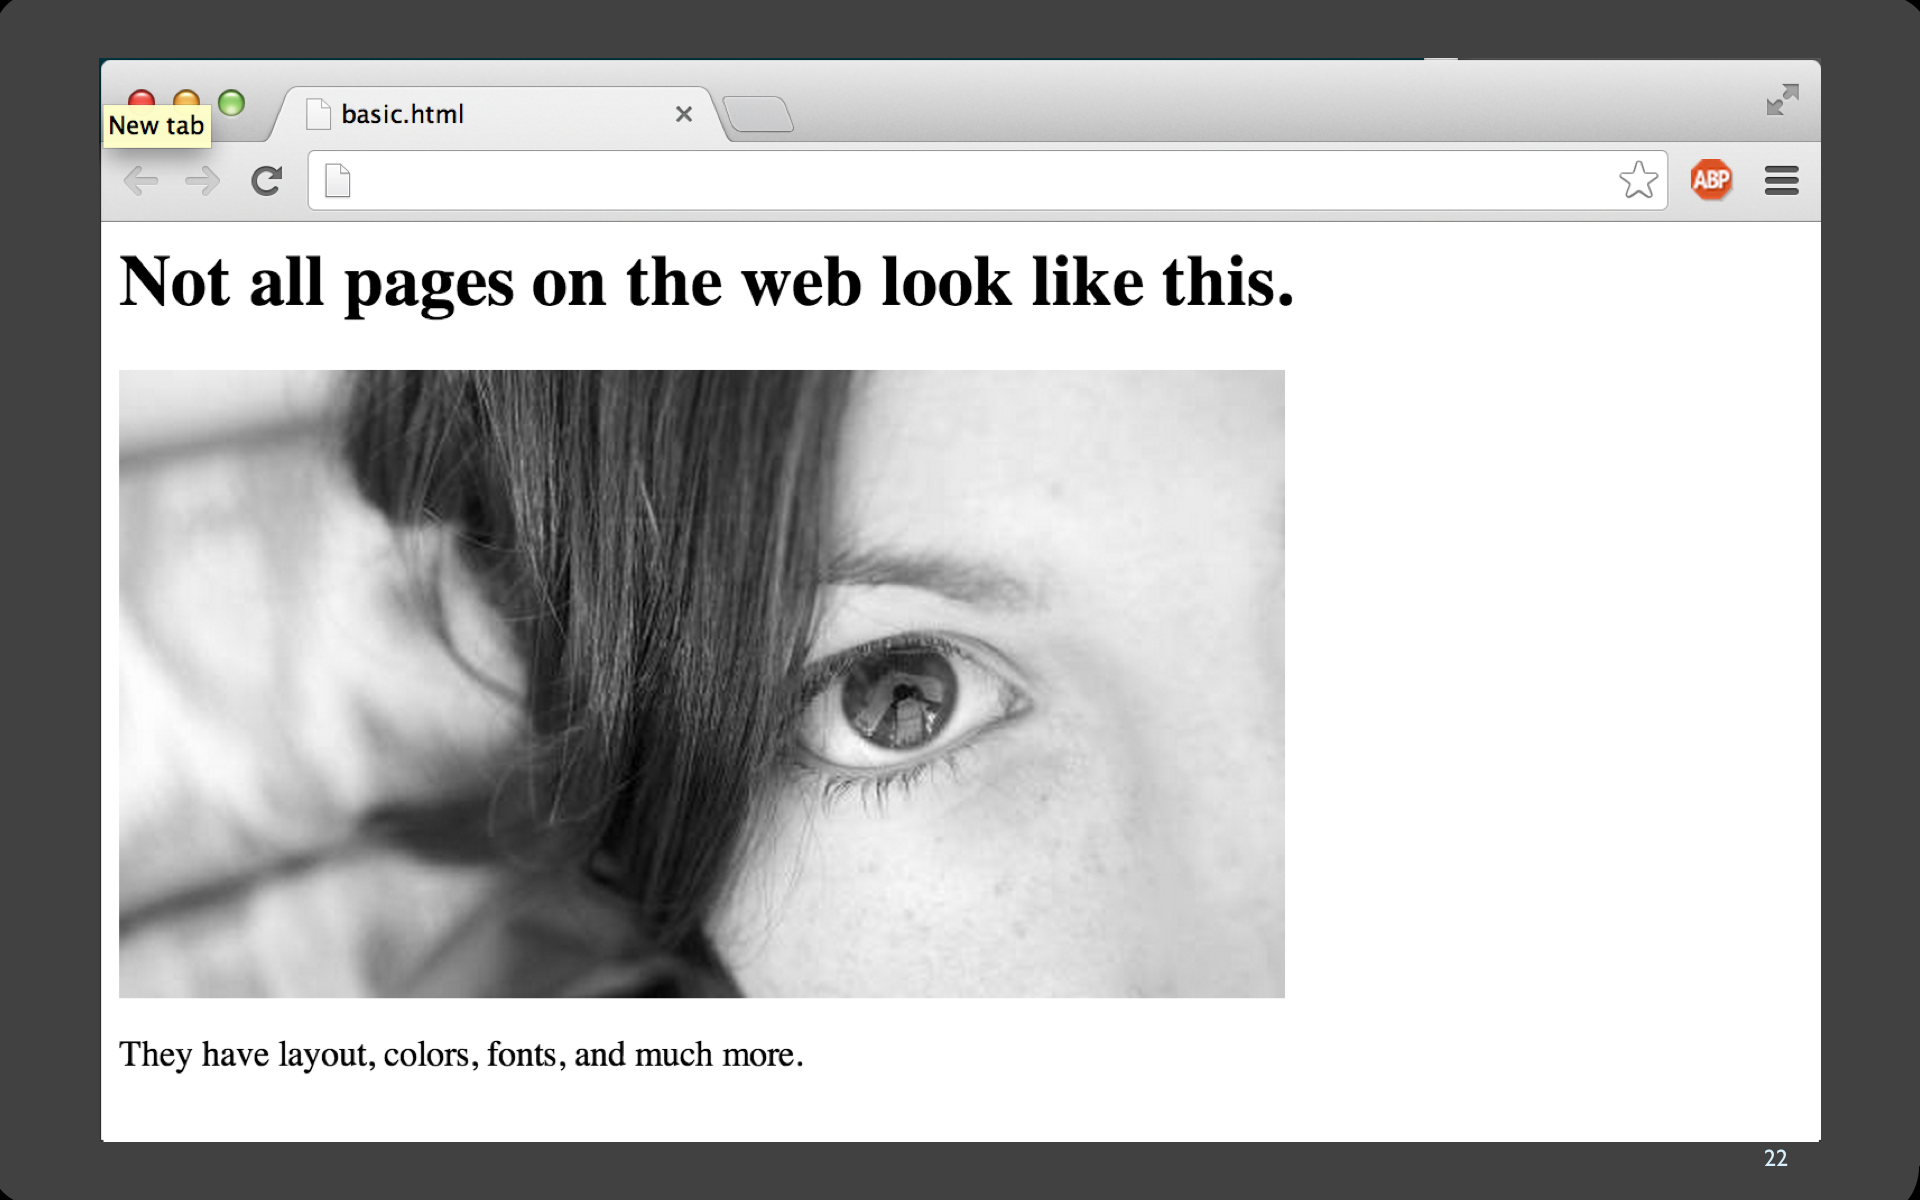 basic.html
New tab
ABP
Not all pages on the web look like this.
They have layout, colors, fonts, and much more.
22